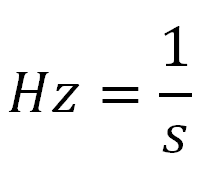 Hz = 1/s